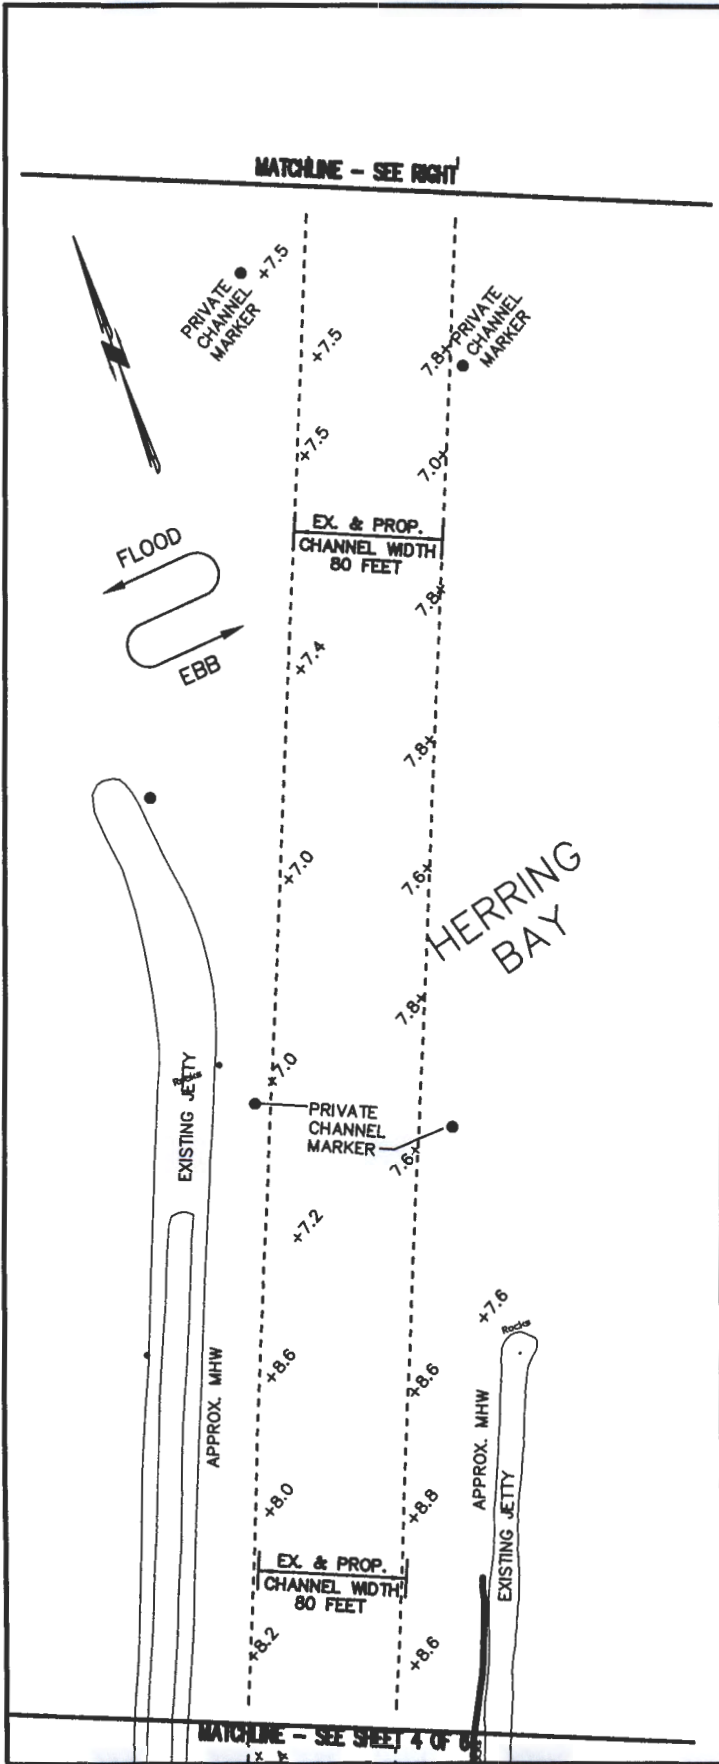 MATCHLINE - SEE RIGHT
+7.5
PRIVATE
CHANNEL
MARKER
+7.5
7.8+
PRIVATE
CHANNEL
MARKER
+7.5
7.0+
EX. & PROP.
CHANNEL WIDTH
80 FEET
FLOOD
EBB
7.8+
+7.4
7.8+
+7.0
7.6+
HERRING
BAY
7.8+
EXISTING JETTY
+7.0
PRIVATE
CHANNEL
MARKER
7.6+
+7.2
+7.6
Rocks
APPROX. MHW
+8.6
+8.6
APPROX. MHW
EXISTING JETTY
+8.0
+8.8
EX. & PROP.
CHANNEL WIDTH
80 FEET
+8.2
+8.6
MATCHLINE - SEE SHEET 4 OF